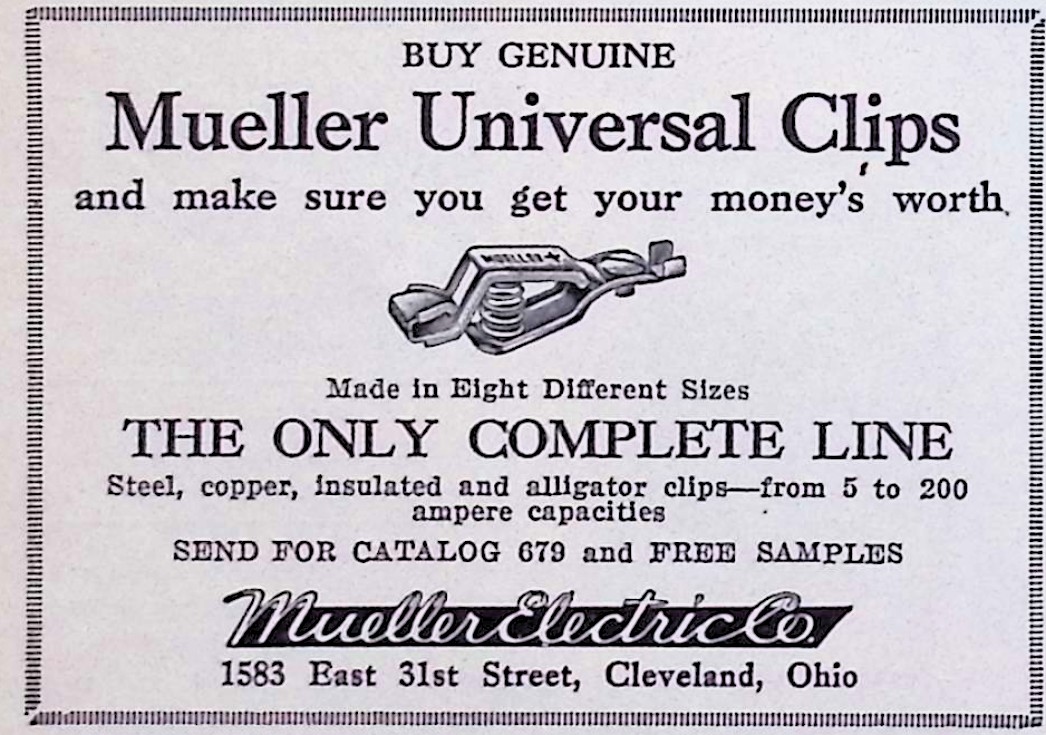 BUY GENUINE
Mueller Universal Clips
and make sure you get your money's worth.
MUELLER
Made in Eight Different Sizes
THE ONLY COMPLETE LINE
Steel, copper, insulated and alligator clips—from 5 to 200
ampere capacities
SEND FOR CATALOG 679 and FREE SAMPLES
Mueller Electric Co.
1583 East 31st Street, Cleveland, Ohio